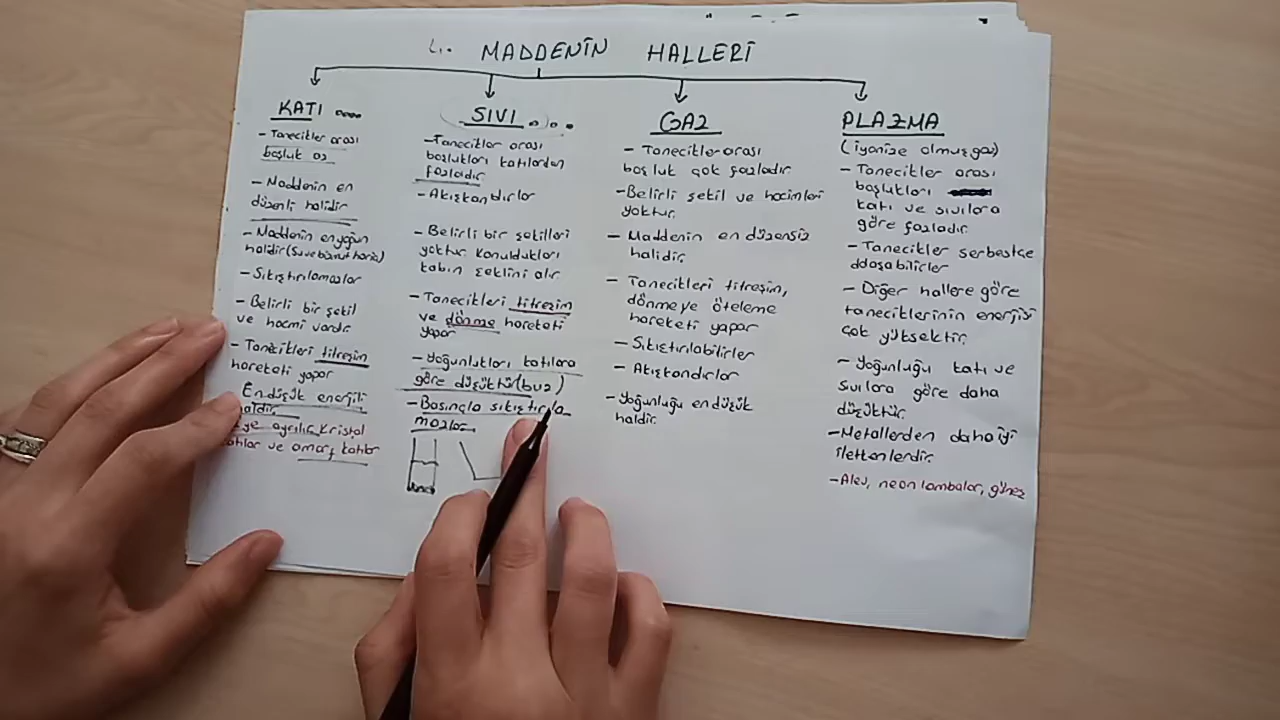 MADDENİN HALLERİ
KATI
- Tanecikler arası
boşluk az
- Maddenin en
düzenli halidir
- Maddenin en yoğun
halidir (su ve bizmut hariç)
- Sıkıştırılamazlar
- Belirli bir şekil
ve hacmi vardır
- Tanecikleri titreşim
hareketi yapar
En düşük enerjili
haldir
ayrılır kristal
katılar ve amorf katılar
SIVI
- Tanecikler arası
boşlukları katılardan
fazladır
- Akışkandırlar
- Belirli bir şekilleri
yoktur. Konuldukları
kabın şeklini alır
- Tanecikleri titreşim
ve dönme hareketi
yapar
- Yoğunlukları katılara
göre düşüktür (buz)
- Basınçla sıkıştırıla
mazlar
GAZ
- Tanecikler arası
boşluk çok fazladır
- Belirli şekil ve hacimleri
yoktur.
- Maddenin en düzensiz
halidir.
- Tanecikleri titreşim,
dönme ve öteleme
hareketi yapar
- Sıkıştırılabilirler
- Akışkandırlar
- Yoğunluğu en düşük
haldir.
PLAZMA
(iyonize olmuş gaz)
- Tanecikler arası
boşlukları
katı ve sıvılara
göre fazladır.
- Tanecikler serbestçe
dolaşabilirler
- Diğer hallere göre
taneciklerinin enerjisi
çok yüksektir.
- Yoğunluğu katı ve
sıvılara göre daha
düşüktür.
- Metallerden daha iyi
iletkenlerdir.
- Alev, neon lambalar, güneş